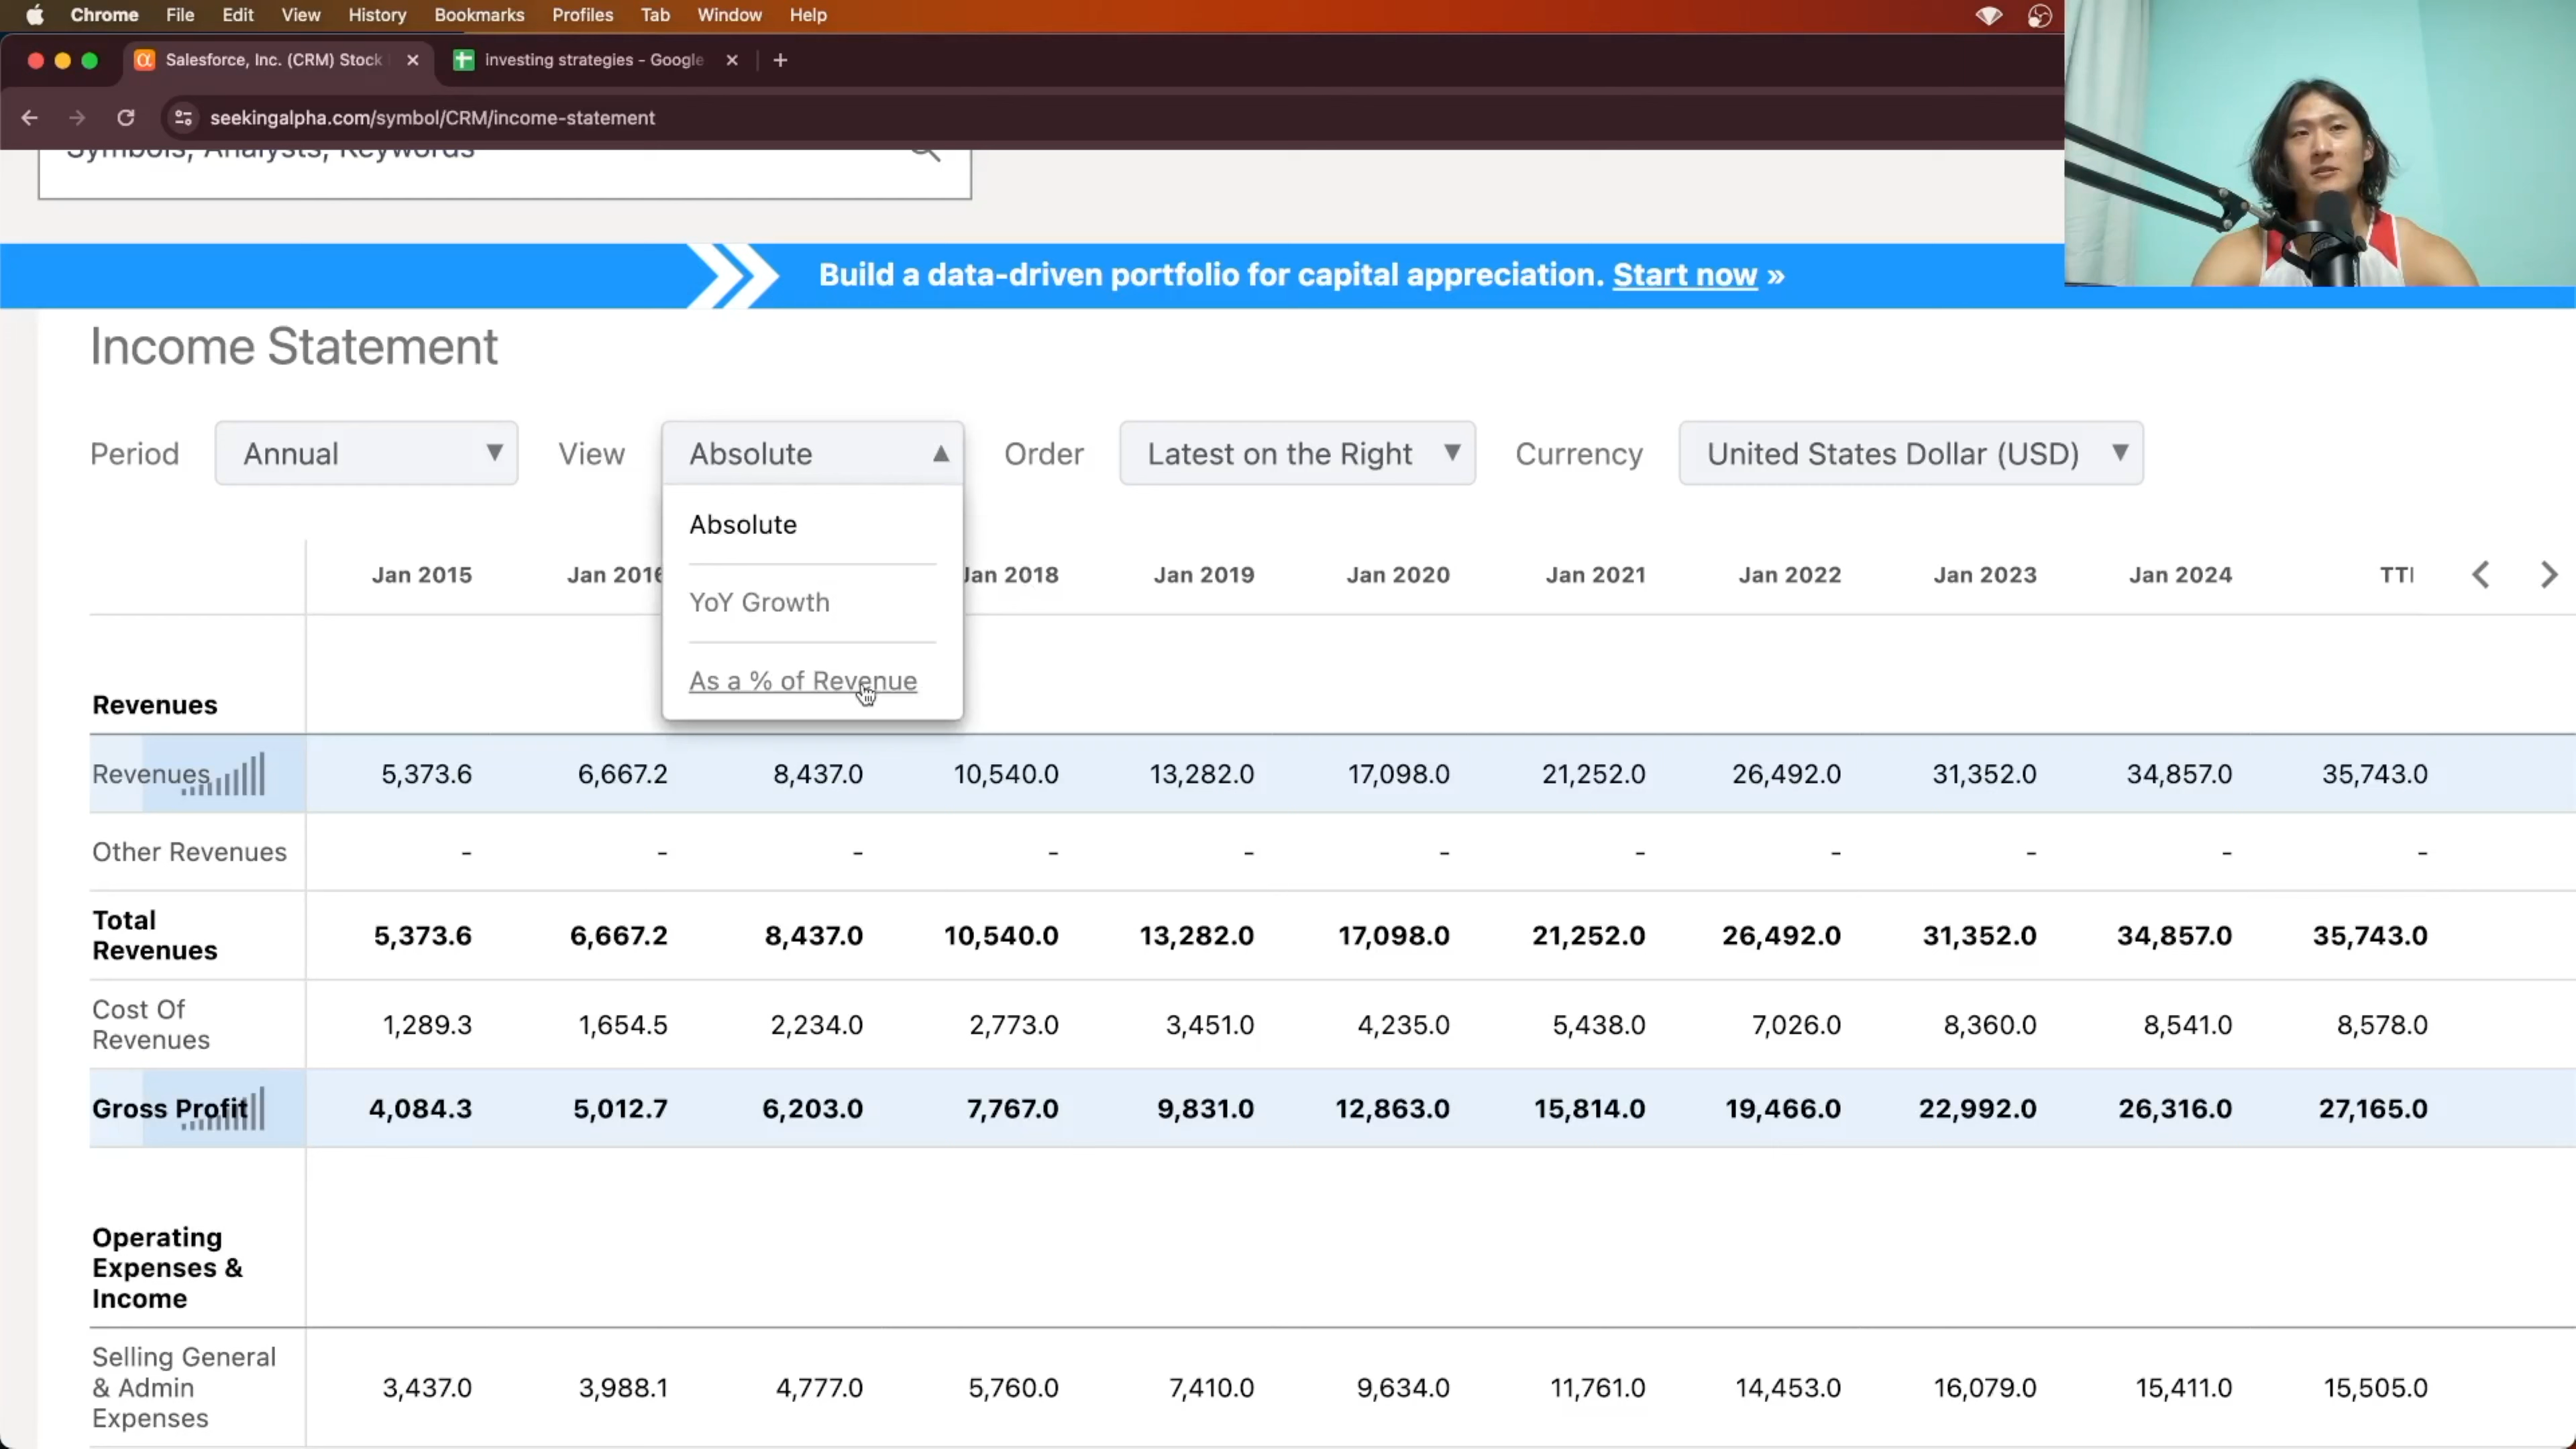 Chrome File Edit View History Bookmarks Profiles Tab Window Help
Salesforce, Inc. (CRM) Stock investing strategies - Google
seekingalpha.com/symbol/CRM/income-statement
Symbols, Analysts, Keywords
Build a data-driven portfolio for capital appreciation. Start now »
Income Statement
Period Annual View Absolute Order Latest on the Right Currency United States Dollar (USD)
Absolute
YoY Growth
As a % of Revenue
Jan 2015 Jan 2016 Jan 2018 Jan 2019 Jan 2020 Jan 2021 Jan 2022 Jan 2023 Jan 2024
Revenues
Revenues 5,373.6 6,667.2 8,437.0 10,540.0 13,282.0 17,098.0 21,252.0 26,492.0 31,352.0 34,857.0 35,743.0
Other Revenues - - - - - - - - - - -
Total
Revenues 5,373.6 6,667.2 8,437.0 10,540.0 13,282.0 17,098.0 21,252.0 26,492.0 31,352.0 34,857.0 35,743.0
Cost Of
Revenues 1,289.3 1,654.5 2,234.0 2,773.0 3,451.0 4,235.0 5,438.0 7,026.0 8,360.0 8,541.0 8,578.0
Gross Profit 4,084.3 5,012.7 6,203.0 7,767.0 9,831.0 12,863.0 15,814.0 19,466.0 22,992.0 26,316.0 27,165.0
Operating
Expenses &
Income
Selling General
& Admin
Expenses 3,437.0 3,988.1 4,777.0 5,760.0 7,410.0 9,634.0 11,761.0 14,453.0 16,079.0 15,411.0 15,505.0